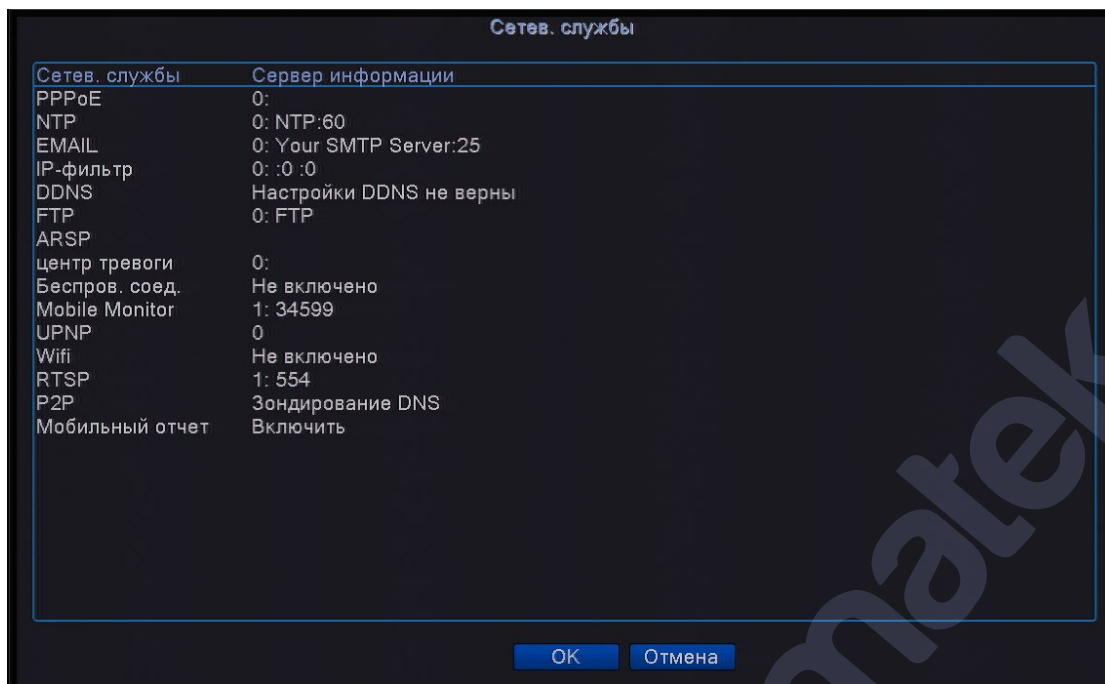 Сетев. службы
Сетев. службы Сервер информации
PPPoE 0:
NTP 0: NTP:60
EMAIL 0: Your SMTP Server:25
IP-фильтр 0: :0 :0
DDNS Настройки DDNS не верны
FTP 0: FTP
ARSP
центр тревоги 0:
Беспров. соед. Не включено
Mobile Monitor 1: 34599
UPNP 0
Wifi Не включено
RTSP 1: 554
P2P Зондирование DNS
Мобильный отчет Включить
OK Отмена
matek